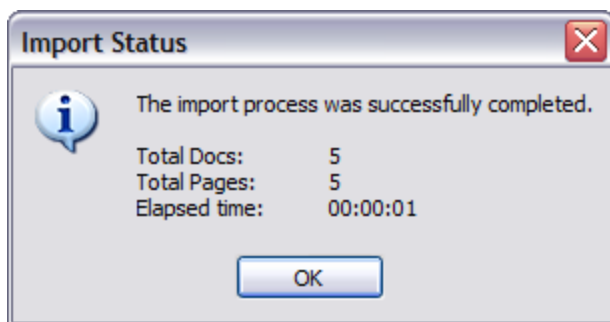 Import Status
The import process was successfully completed.
Total Docs: 5
Total Pages: 5
Elapsed time: 00:00:01
OK